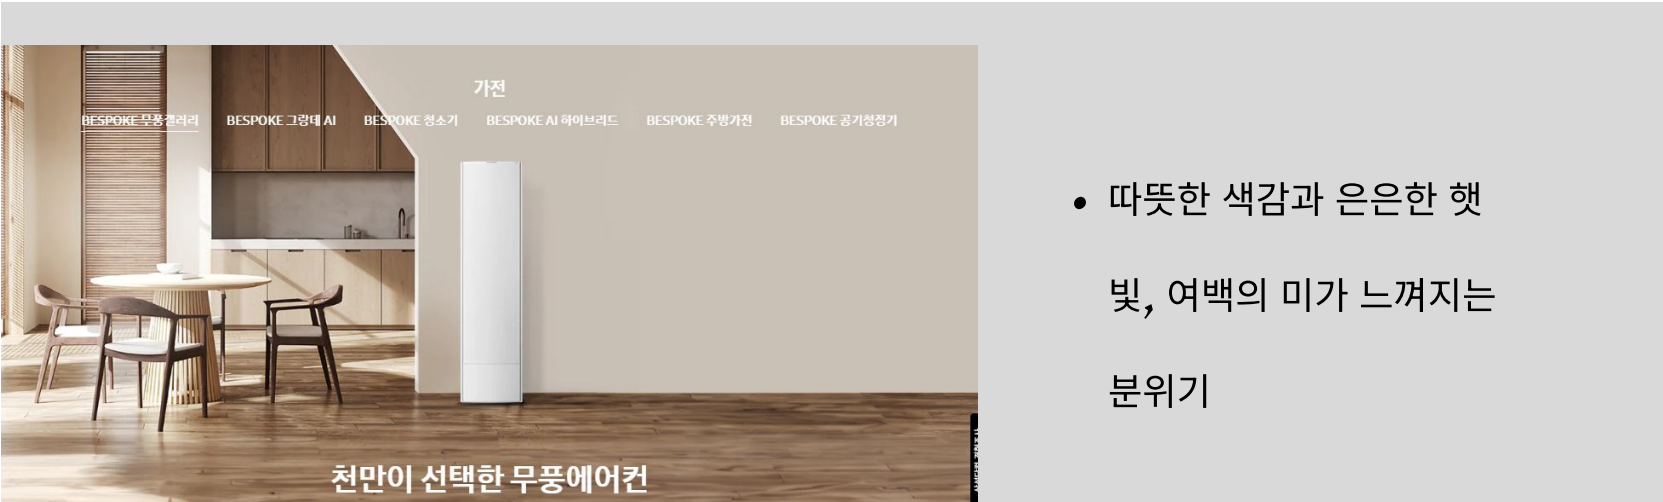 가전
BESPOKE 무풍갤러리 BESPOKE 그랑데 AI BESPOKE 청소기 BESPOKE AI 하이브리드 BESPOKE 주방가전 BESPOKE 공기청정기
천만이 선택한 무풍에어컨
• 따뜻한 색감과 은은한 햇
빛, 여백의 미가 느껴지는
분위기